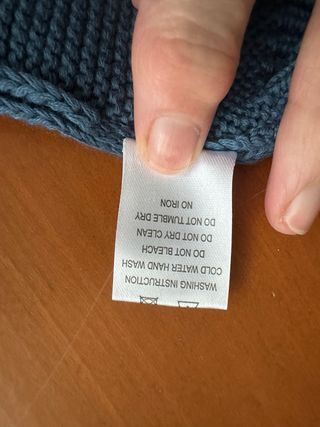 WASHING INSTRUCTION
COLD WATER HAND WASH
DO NOT BLEACH
DO NOT DRY CLEAN
DO NOT TUMBLE DRY
NO IRON